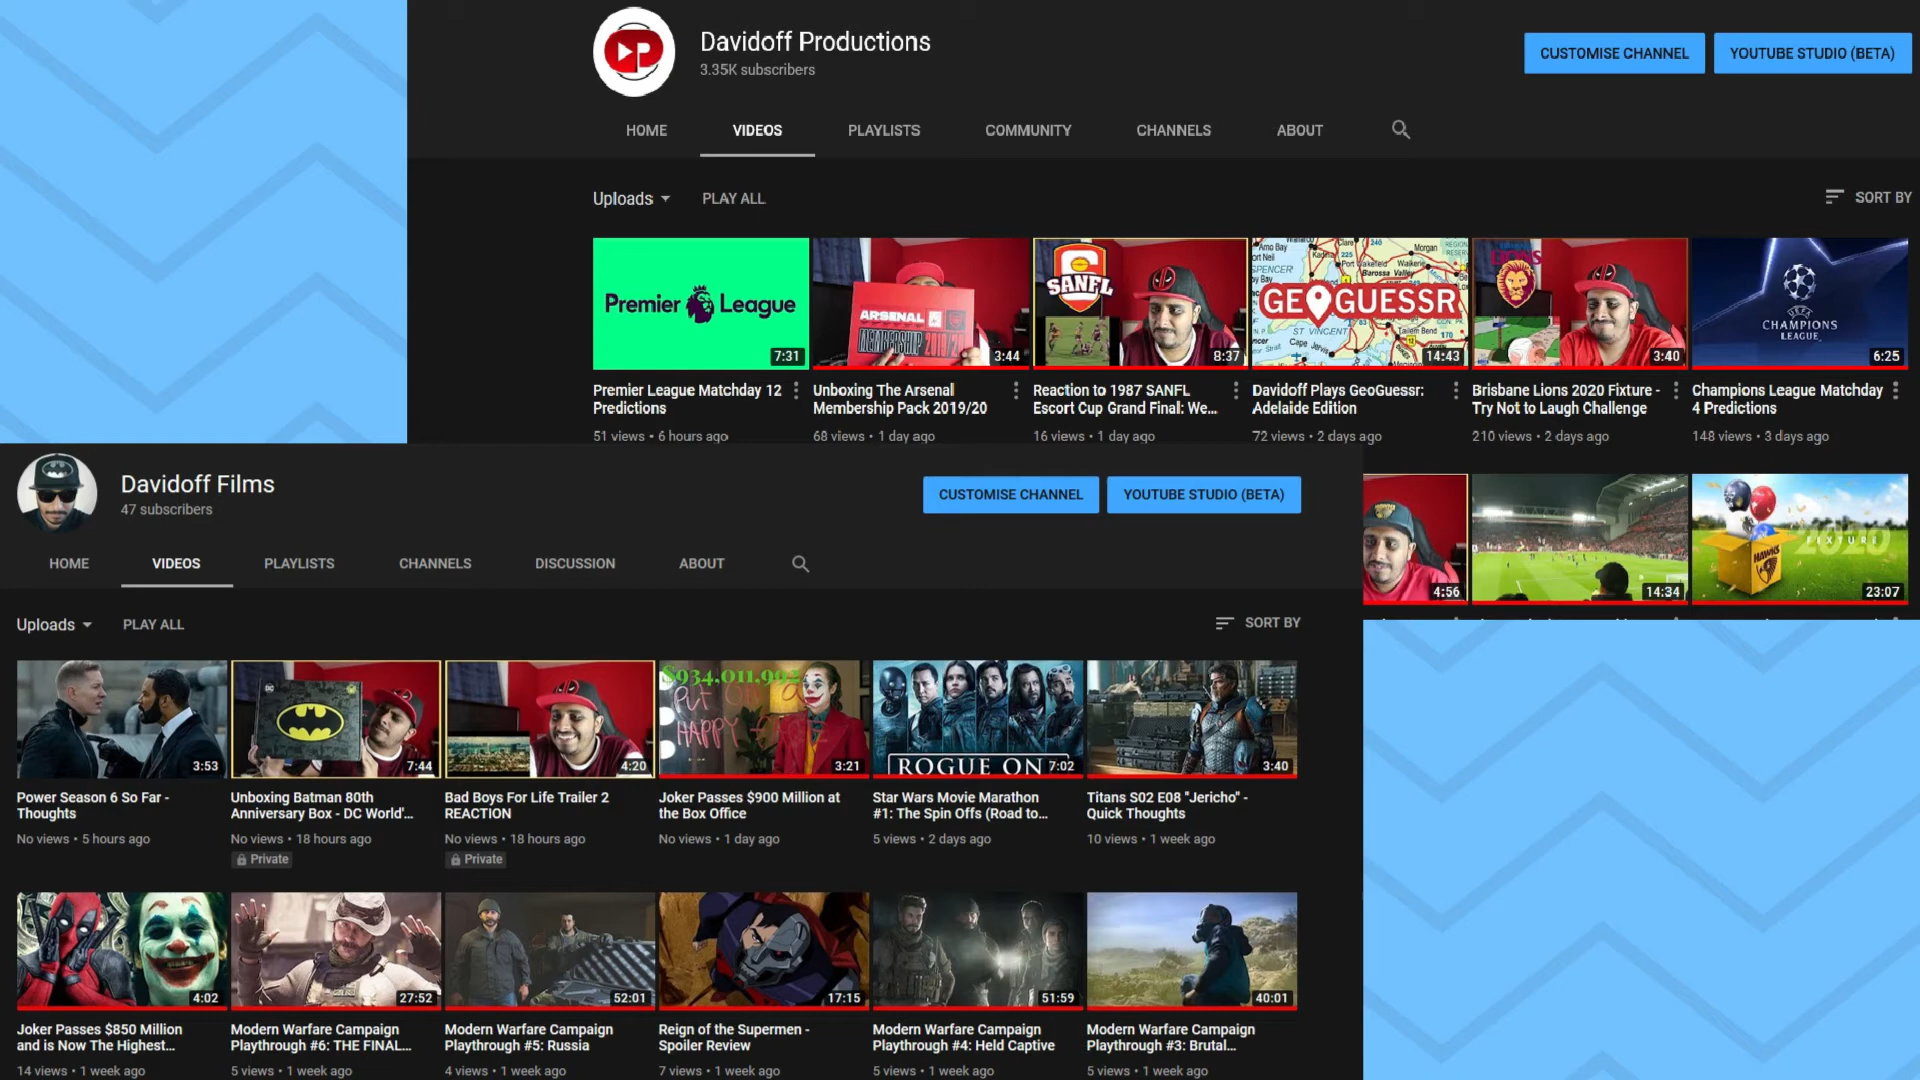 Davidoff Productions
3.35K subscribers
CUSTOMISE CHANNEL
YOUTUBE STUDIO (BETA)
HOME
VIDEOS
PLAYLISTS
COMMUNITY
CHANNELS
ABOUT
Uploads
PLAY ALL
SORT BY
Premier League
7:31
ARSENAL
MEMBERSHIP 2019/20
3:44
SANFL
8:37
GEOGUESSR
14:43
LIONS
3:40
UEFA
CHAMPIONS
LEAGUE
6:25
Premier League Matchday 12
Predictions
51 views • 6 hours ago
Unboxing The Arsenal
Membership Pack 2019/20
68 views • 1 day ago
Reaction to 1987 SANFL
Escort Cup Grand Final: We...
16 views • 1 day ago
Davidoff Plays GeoGuessr:
Adelaide Edition
72 views • 2 days ago
Brisbane Lions 2020 Fixture -
Try Not to Laugh Challenge
210 views • 2 days ago
Champions League Matchday
4 Predictions
148 views • 3 days ago
4:56
14:34
HAWKS
FIXTURE
2020
23:07
Davidoff Films
47 subscribers
CUSTOMISE CHANNEL
YOUTUBE STUDIO (BETA)
HOME
VIDEOS
PLAYLISTS
CHANNELS
DISCUSSION
ABOUT
Uploads
PLAY ALL
SORT BY
3:53
7:44
4:20
$934,011,992
PUT ON A
HAPPY
3:21
ROGUE ON
7:02
3:40
Power Season 6 So Far -
Thoughts
No views • 5 hours ago
Unboxing Batman 80th
Anniversary Box - DC World'...
No views • 18 hours ago
Private
Bad Boys For Life Trailer 2
REACTION
No views • 18 hours ago
Private
Joker Passes $900 Million at
the Box Office
No views • 1 day ago
Star Wars Movie Marathon
#1: The Spin Offs (Road to...
5 views • 2 days ago
Titans S02 E08 "Jericho" -
Quick Thoughts
10 views • 1 week ago
4:02
27:52
52:01
17:15
51:59
40:01
Joker Passes $850 Million
and is Now The Highest...
14 views • 1 week ago
Modern Warfare Campaign
Playthrough #6: THE FINAL...
5 views • 1 week ago
Modern Warfare Campaign
Playthrough #5: Russia
4 views • 1 week ago
Reign of the Supermen -
Spoiler Review
7 views • 1 week ago
Modern Warfare Campaign
Playthrough #4: Held Captive
5 views • 1 week ago
Modern Warfare Campaign
Playthrough #3: Brutal...
5 views • 1 week ago